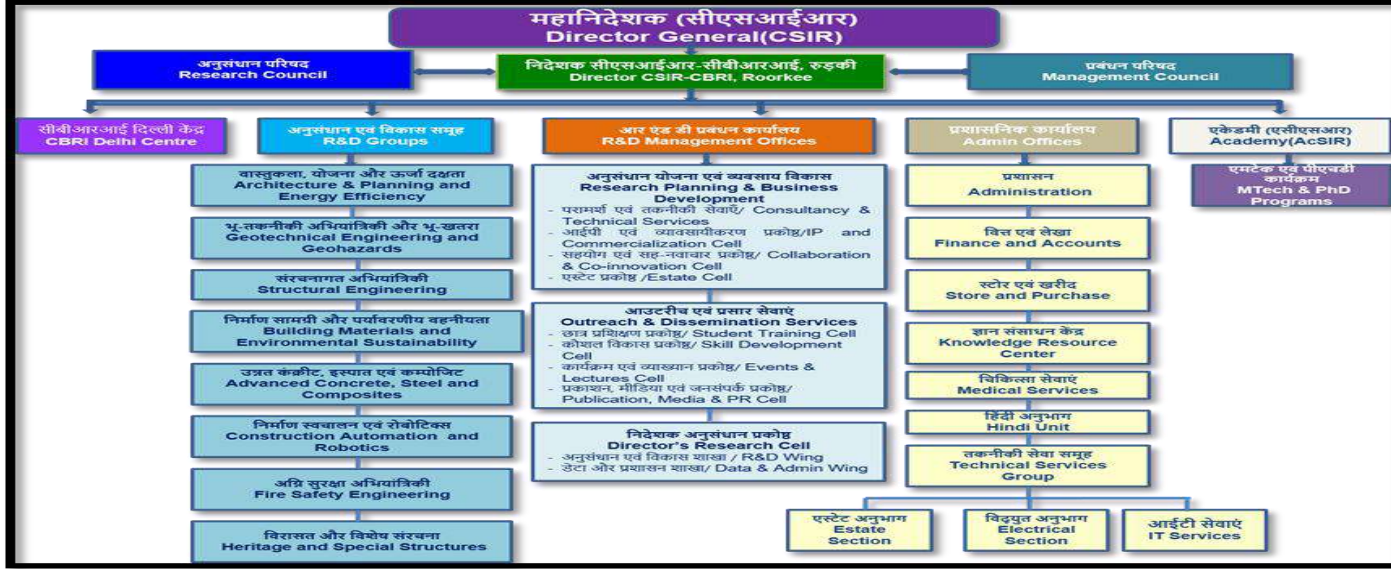 महानिदेशक (सीएसआईआर)
Director General(CSIR)
अनुसंधान परिषद
Research Council
निदेशक सीएसआईआर-सीबीआरआई, रुड़की
Director CSIR-CBRI, Roorkee
प्रबंधन परिषद
Management Council
सीबीआरआई दिल्ली केंद्र
CBRI Delhi Centre
अनुसंधान एवं विकास समूह
R&D Groups
आर एंड डी प्रबंधन कार्यालय
R&D Management Offices
प्रशासनिक कार्यालय
Admin Offices
एकेडमी (एसीएसआर)
Academy(AcSIR)
वास्तुकला, योजना और ऊर्जा दक्षता
Architecture & Planning and
Energy Efficiency
भू-तकनीकी अभियांत्रिकी और भू-खतरा
Geotechnical Engineering and
Geohazards
संरचनागत अभियांत्रिकी
Structural Engineering
निर्माण सामग्री और पर्यावरणीय वहनीयता
Building Materials and
Environmental Sustainability
उन्नत कंक्रीट, इस्पात एवं कम्पोजिट
Advanced Concrete, Steel and
Composites
निर्माण स्वचालन एवं रोबोटिक्स
Construction Automation and
Robotics
अग्नि सुरक्षा अभियांत्रिकी
Fire Safety Engineering
विरासत और विशेष संरचना
Heritage and Special Structures
अनुसंधान योजना एवं व्यवसाय विकास
Research Planning & Business
Development
- परामर्श एवं तकनीकी सेवाएँ/ Consultancy &
Technical Services
- आईपी एवं व्यावसायीकरण प्रकोष्ठ/IP and
Commercialization Cell
- सहयोग एवं सह-नवाचार प्रकोष्ठ/ Collaboration
& Co-innovation Cell
- एस्टेट प्रकोष्ठ /Estate Cell
आउटरीच एवं प्रसार सेवाएं
Outreach & Dissemination Services
- छात्र प्रशिक्षण प्रकोष्ठ/ Student Training Cell
- कौशल विकास प्रकोष्ठ/ Skill Development
Cell
- कार्यक्रम एवं व्याख्यान प्रकोष्ठ/ Events &
Lectures Cell
- प्रकाशन, मीडिया एवं जनसंपर्क प्रकोष्ठ/
Publication, Media & PR Cell
निदेशक अनुसंधान प्रकोष्ठ
Director's Research Cell
- अनुसंधान एवं विकास शाखा / R&D Wing
- डेटा और प्रशासन शाखा/ Data & Admin Wing
प्रशासन
Administration
वित्त एवं लेखा
Finance and Accounts
स्टोर एवं खरीद
Store and Purchase
ज्ञान संसाधन केंद्र
Knowledge Resource
Center
चिकित्सा सेवाएं
Medical Services
हिंदी अनुभाग
Hindi Unit
तकनीकी सेवा समूह
Technical Services
Group
एस्टेट अनुभाग
Estate
Section
विद्युत अनुभाग
Electrical
Section
आईटी सेवाएं
IT Services
एमटेक एवं पीएचडी
कार्यक्रम
MTech & PhD
Programs